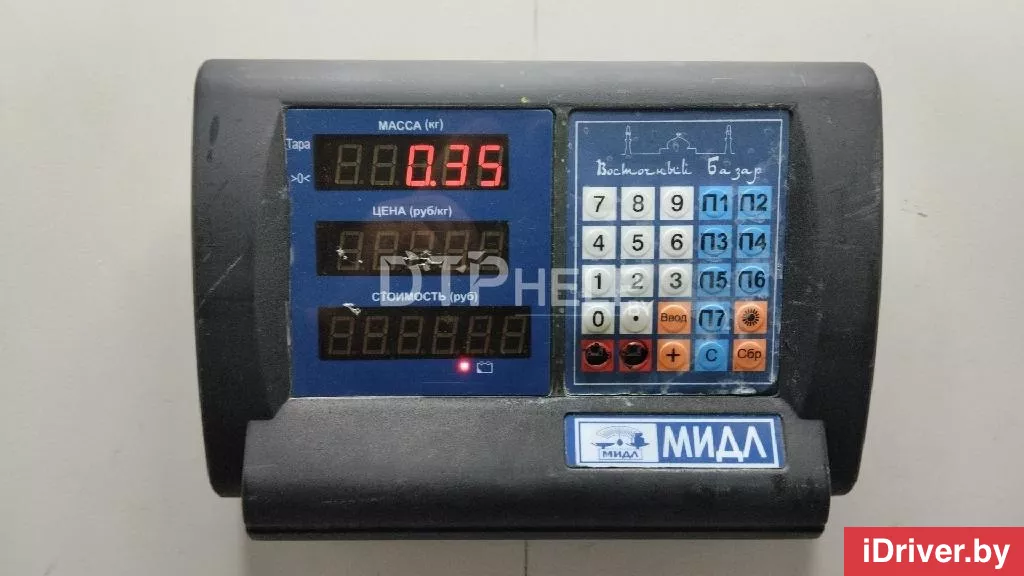 МАССА (кг)
Тара
0.35
>0<
ЦЕНА (руб/кг)
СТОИМОСТЬ (руб)
Восточный Базар
7 8 9 П1 П2
4 5 6 П3 П4
1 2 3 П5 П6
0 . Ввод П7
+ С Сбр
МИДЛ
МИДЛ
DTPHELP
iDriver.by